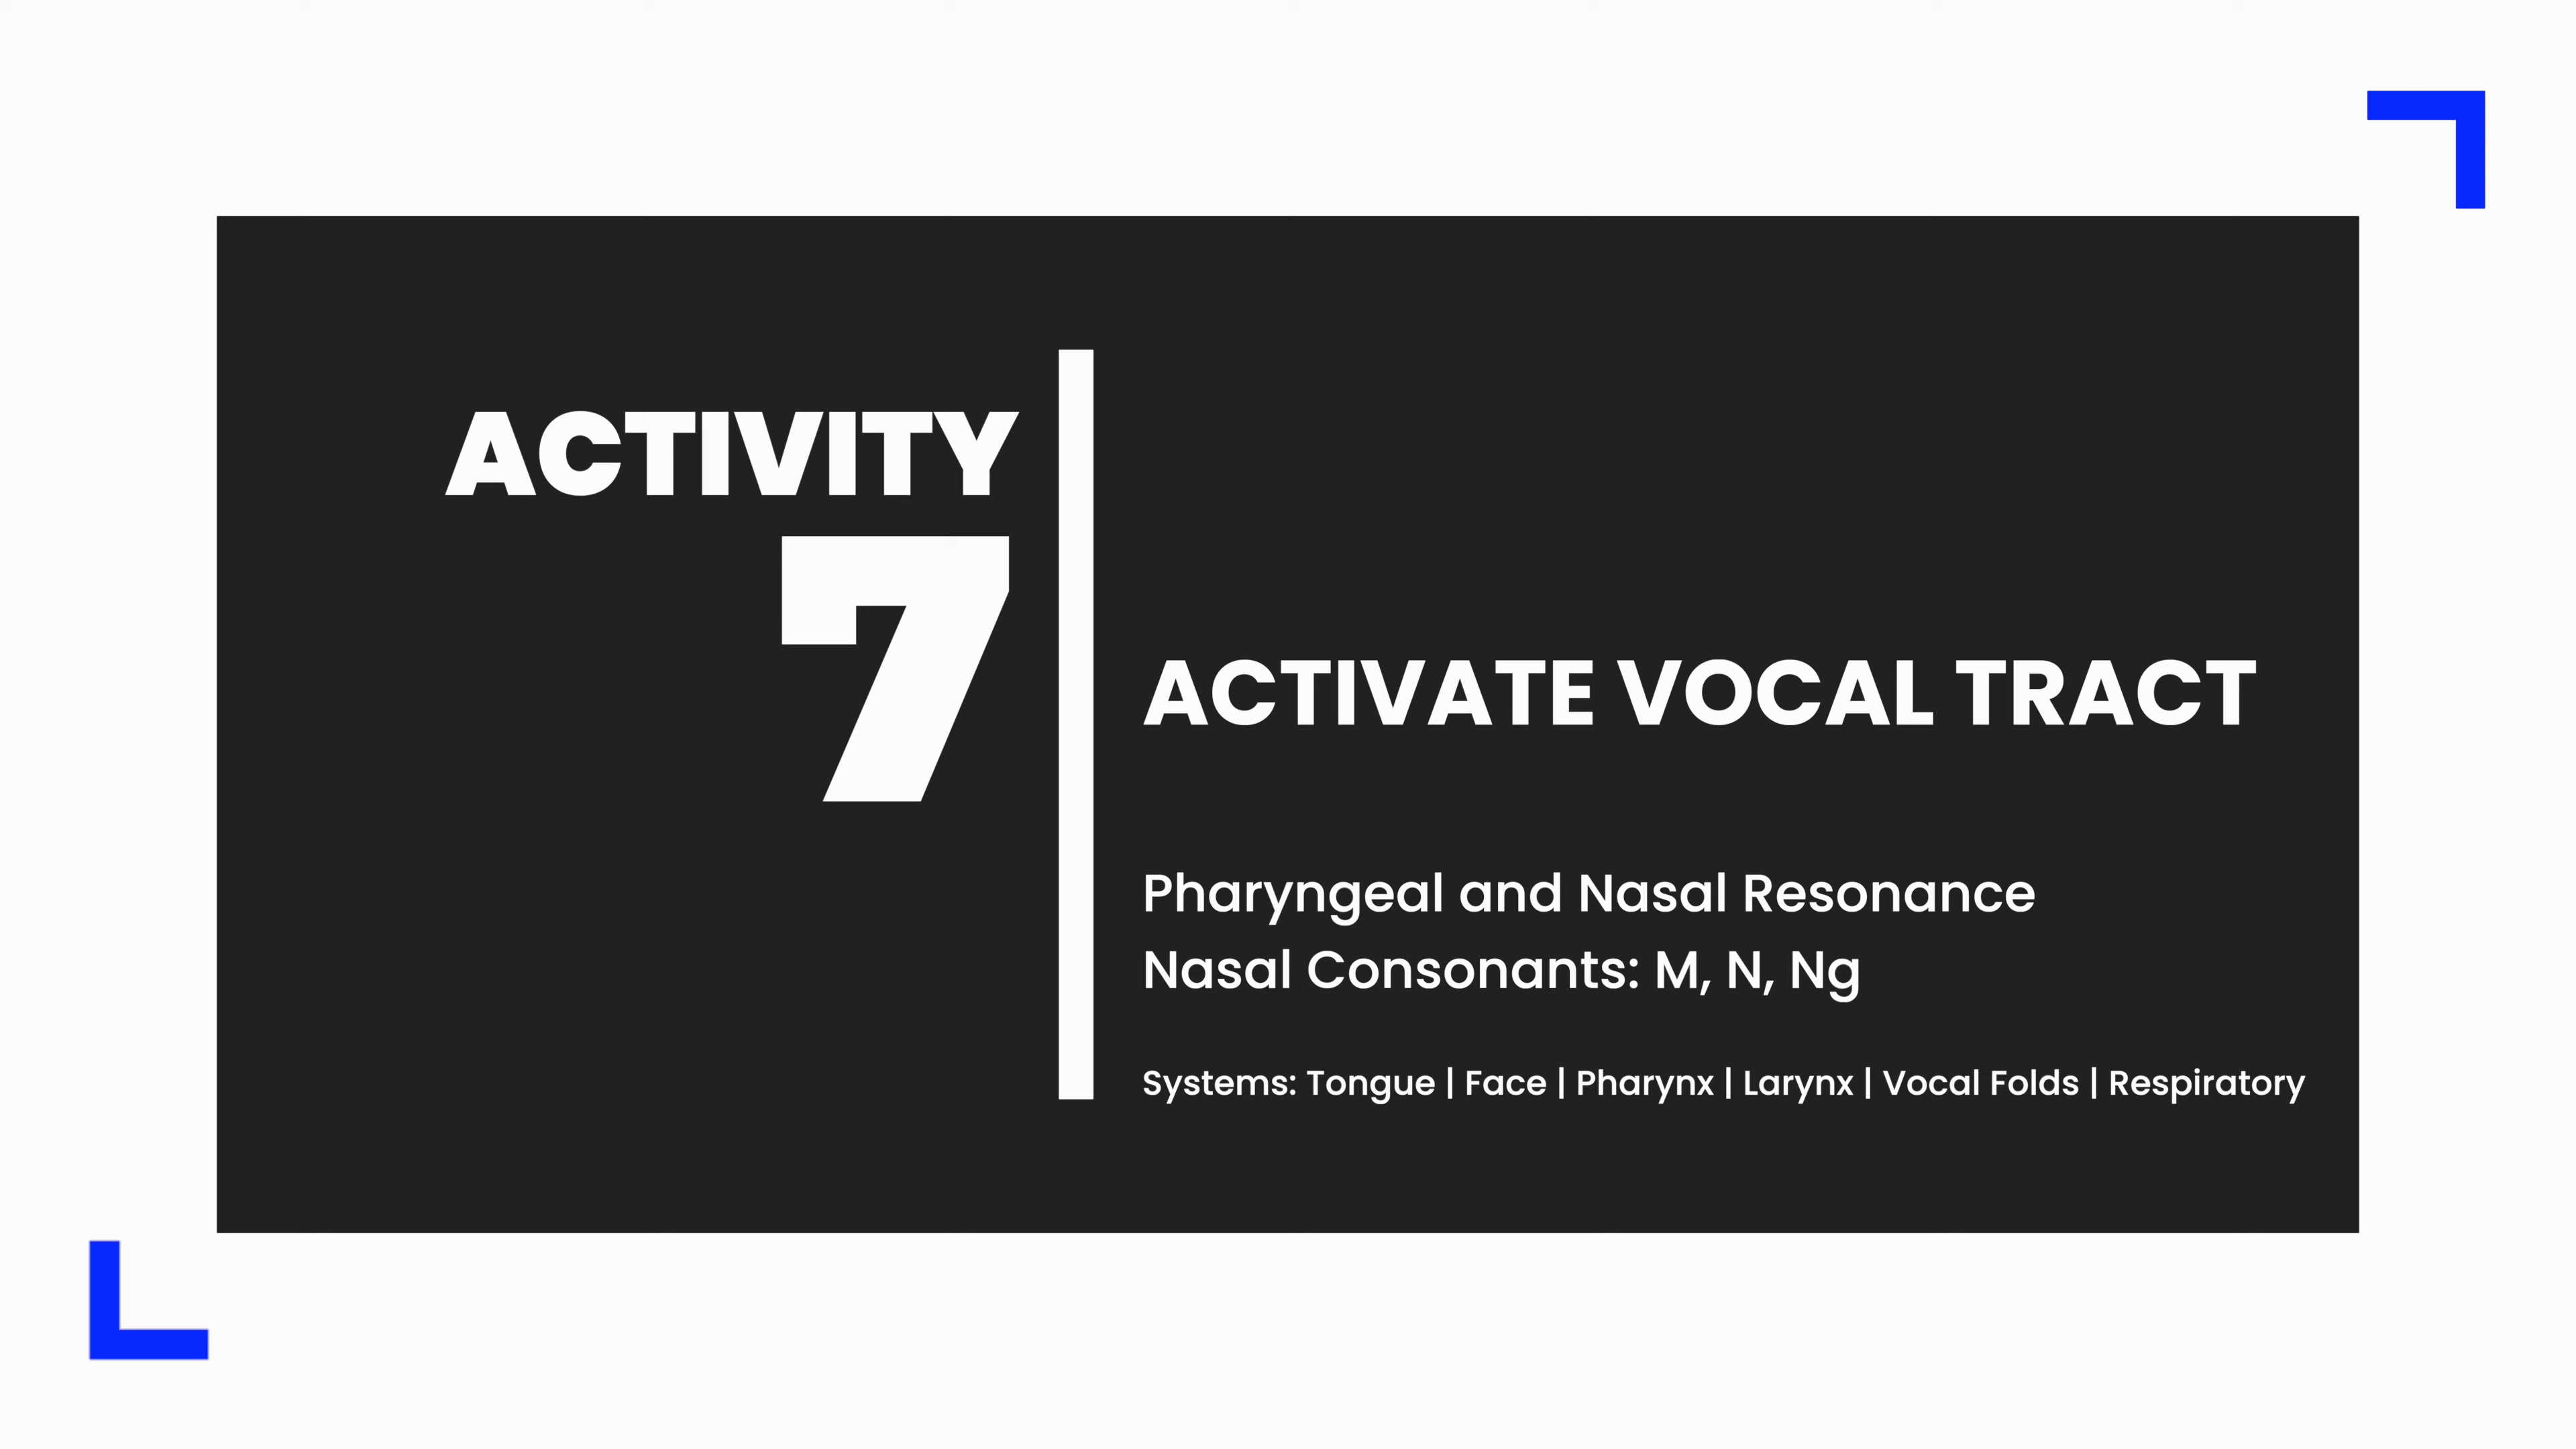 ACTIVITY
7
ACTIVATE VOCAL TRACT
Pharyngeal and Nasal Resonance
Nasal Consonants: M, N, Ng
Systems: Tongue | Face | Pharynx | Larynx | Vocal Folds | Respiratory